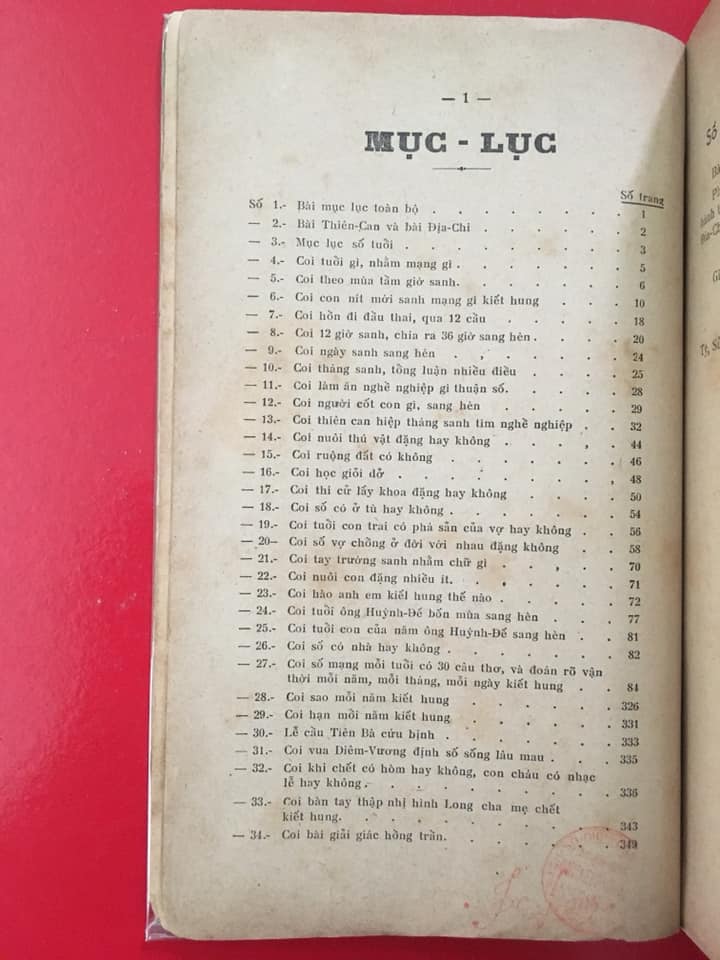 — 1 —
MỤC - LỤC
Số trang
Số 1.- Bài mục lục toàn bộ . . . . . . . 1
— 2.- Bài Thiên-Can và bài Địa-Chi . . . . . 2
— 3.- Mục lục số tuổi . . . . . . . . 3
— 4.- Coi tuổi gì, nhằm mạng gì . . . . . . 5
— 5.- Coi theo mùa tầm giờ sanh. . . . . . 6
— 6.- Coi con nít mới sanh mạng gì kiết hung . . . 10
— 7.- Coi hồn đi đầu thai, qua 12 cầu . . . . . 18
— 8.- Coi 12 giờ sanh, chia ra 36 giờ sang hèn . . . . 20
— 9.- Coi ngày sanh sang hèn . , . . . . 24
— 10.- Coi tháng sanh, tổng luận nhiều điều . . . . 25
— 11.- Coi làm ăn nghề nghiệp gì thuận số. . . . . 28
— 12.- Coi người cốt con gì, sang hèn . . . . . 29
— 13.- Coi thiên can hiệp tháng sanh tìm nghề nghiệp . . 32
— 14.- Coi nuôi thú vật đặng hay không . . , . 44
— 15.- Coi ruộng đất có không . . . . . . 46
— 16.- Coi học giỏi dở . . . . . . . . 48
— 17.- Coi thi cử lấy khoa đặng hay không . . . . 50
— 18.- Coi số có ở tù hay không . . . . . . 54
— 19.- Coi tuổi con trai có phá sản của vợ hay không . . 56
— 20— Coi số vợ chồng ở đời với nhau đặng không . . 58
— 21.- Coi tay trường sanh nhằm chữ gì . . , . 70
— 22.- Coi nuôi con đặng nhiều ít. . , . . . 71
— 23.- Coi hào anh em kiết hung thế nào . . . . . 72
— 24.- Coi tuổi ông Huỳnh-Đế bốn mùa sang hèn . . . 77
— 25.- Coi tuổi con của năm ông Huỳnh-Đế sang hèn . . 81
— 26.- Coi số có nhà hay không . . . . . . 82
— 27.- Coi số mạng mỗi tuổi có 30 câu thơ, và đoán rõ vận
thời mỗi năm, mỗi tháng, mỗi ngày kiết hung . . 84
— 28.- Coi sao mỗi năm kiết hung . . . . . 326
— 29.- Coi hạn mỗi năm kiết hung . . . . . 331
— 30.- Lễ cầu Tiên Bà cứu bịnh . . . . . . 333
— 31.- Coi vua Diêm-Vương định số sống lâu mau . . . 335
— 32.- Coi khi chết có hòm hay không, con cháu có nhạc
lễ hay không . . . . . . . . . 336
— 33.- Coi bàn tay thập nhị hình Long cha mẹ chết
kiết hung. . . . . . . . . 343
— 34.- Coi bài giải giác hồng trần. . . . . . 349
Số